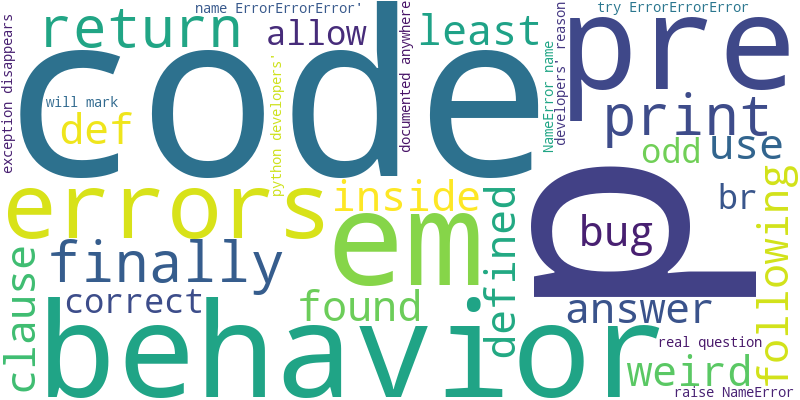 name ErrorErrorError'
try ErrorErrorError
return
allow
least
pre
code
exception disappears
will mark
def
python developers'
documented anywhere
NameError name
developers' reason
print
odd
use
errors
inside
em
defined
bug
br
p
following
finally
clause
correct
found
answer
behavior
real question
weird
raise NameError